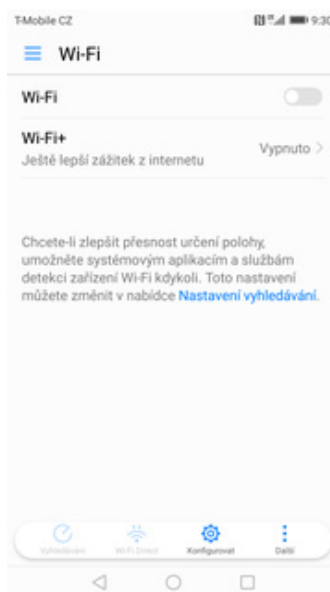 T-Mobile CZ 9:30
Wi-Fi
Wi-Fi
Wi-Fi+
Ještě lepší zážitek z internetu
Vypnuto
Chcete-li zlepšit přesnost určení polohy,
umožněte systémovým aplikacím a službám
detekci zařízení Wi-Fi kdykoli. Toto nastavení
můžete změnit v nabídce Nastavení vyhledávání.
Vyhledávání Wi-Fi Direct Konfigurovat Další